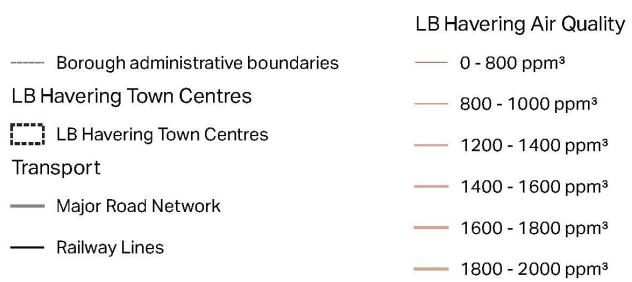 Borough administrative boundaries
LB Havering Town Centres
LB Havering Town Centres
Transport
Major Road Network
Railway Lines
LB Havering Air Quality
0 - 800 ppm³
800 - 1000 ppm³
1200 - 1400 ppm³
1400 - 1600 ppm³
1600 - 1800 ppm³
1800 - 2000 ppm³